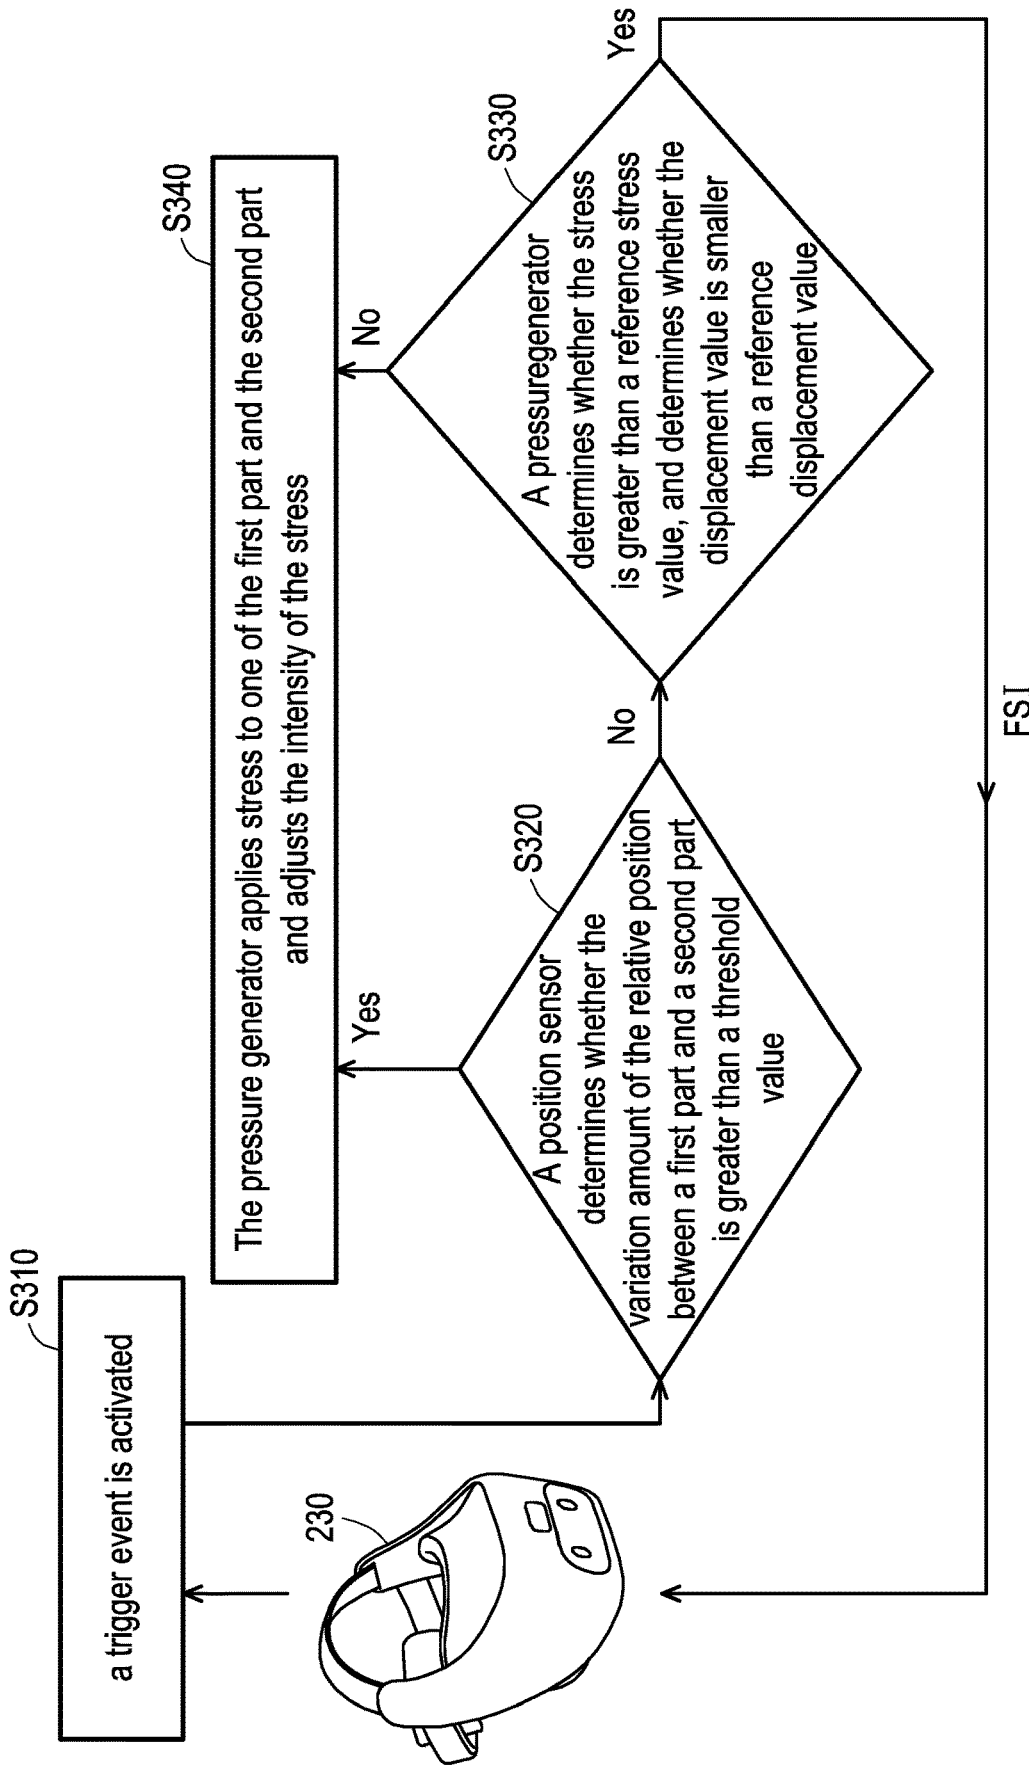 S310
a trigger event is activated
230
S340
The pressure generator applies stress to one of the first part and the second part
and adjusts the intensity of the stress
Yes
No
S320
A position sensor
determines whether the
variation amount of the relative position
between a first part and a second part
is greater than a threshold
value
No
S330
A pressuregenerator
determines whether the stress
is greater than a reference stress
value, and determines whether the
displacement value is smaller
than a reference
displacement value
Yes
FSI